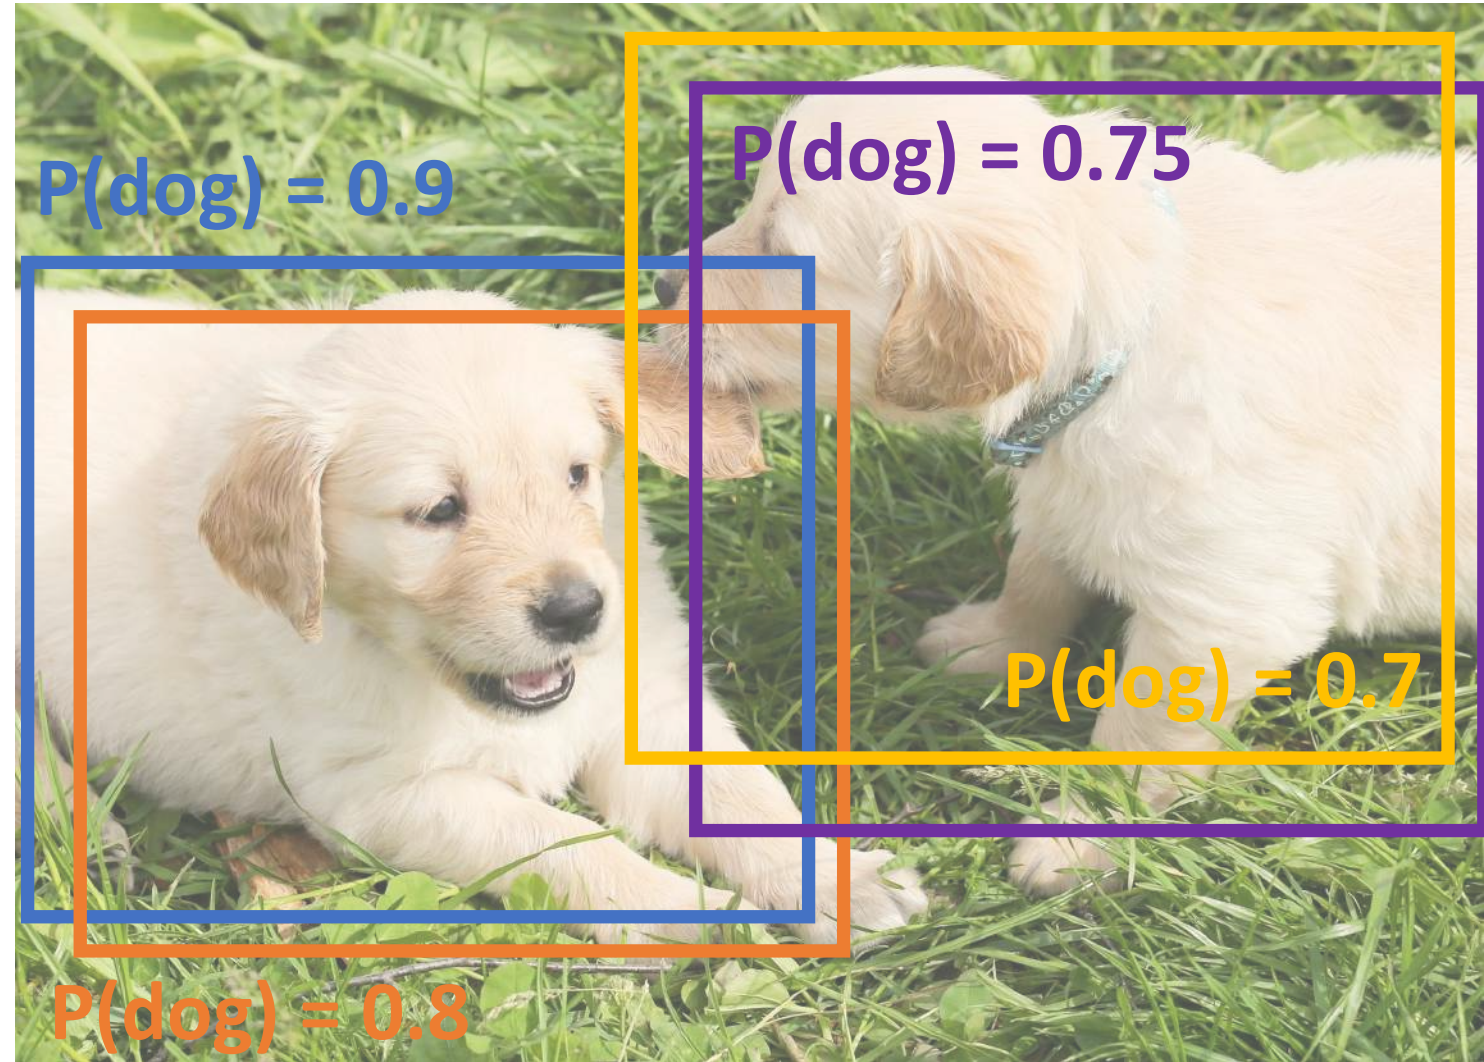 P(dog) = 0.75
P(dog) = 0.9
P(dog) = 0.7
P(dog) = 0.8